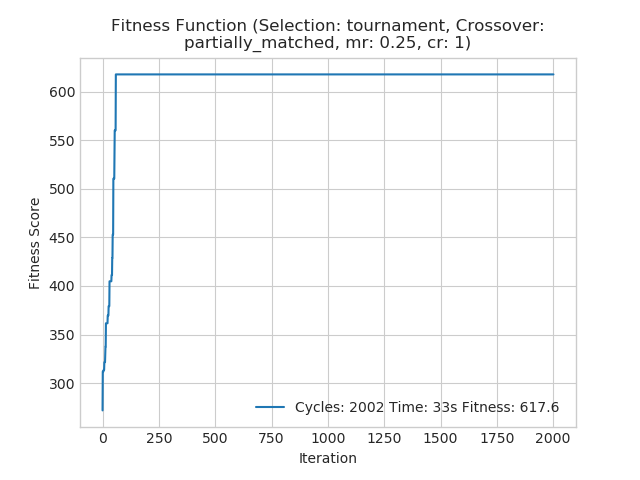 Fitness Function (Selection: tournament, Crossover:
partially_matched, mr: 0.25, cr: 1)
Fitness Score
600
550
500
450
400
350
300
Cycles: 2002 Time: 33s Fitness: 617.6
0 250 500 750 1000 1250 1500 1750 2000
Iteration